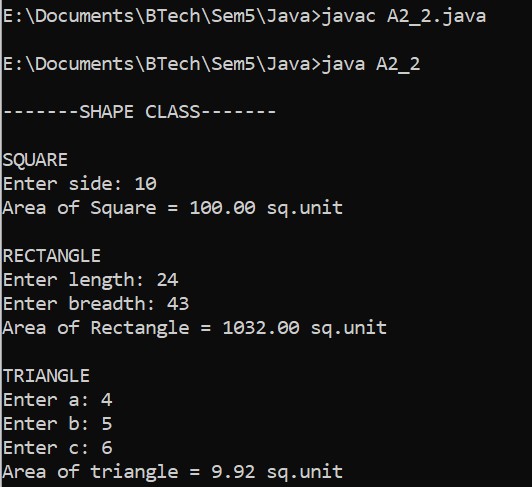 E:\Documents\BTech\Sem5\Java>javac A2_2.java
E:\Documents\BTech\Sem5\Java>java A2_2
-------SHAPE CLASS-------
SQUARE
Enter side: 10
Area of Square = 100.00 sq.unit
RECTANGLE
Enter length: 24
Enter breadth: 43
Area of Rectangle = 1032.00 sq.unit
TRIANGLE
Enter a: 4
Enter b: 5
Enter c: 6
Area of triangle = 9.92 sq.unit